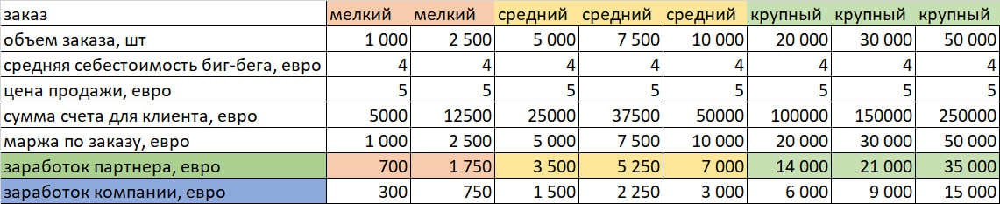 заказ мелкий мелкий средний средний средний крупный крупный крупный
объем заказа, шт 1 000 2 500 5 000 7 500 10 000 20 000 30 000 50 000
средняя себестоимость биг-бега, евро 4 4 4 4 4 4 4 4
цена продажи, евро 5 5 5 5 5 5 5 5
сумма счета для клиента, евро 5000 12500 25000 37500 50000 100000 150000 250000
маржа по заказу, евро 1 000 2 500 5 000 7 500 10 000 20 000 30 000 50 000
заработок партнера, евро 700 1 750 3 500 5 250 7 000 14 000 21 000 35 000
заработок компании, евро 300 750 1 500 2 250 3 000 6 000 9 000 15 000